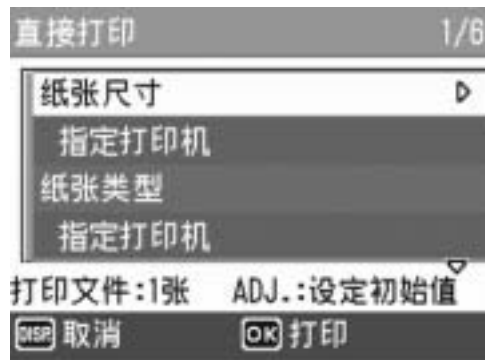 直接打印 1/6
纸张尺寸
指定打印机
纸张类型
指定打印机
打印文件:1张 ADJ.:设定初始值
DISP 取消 OK 打印